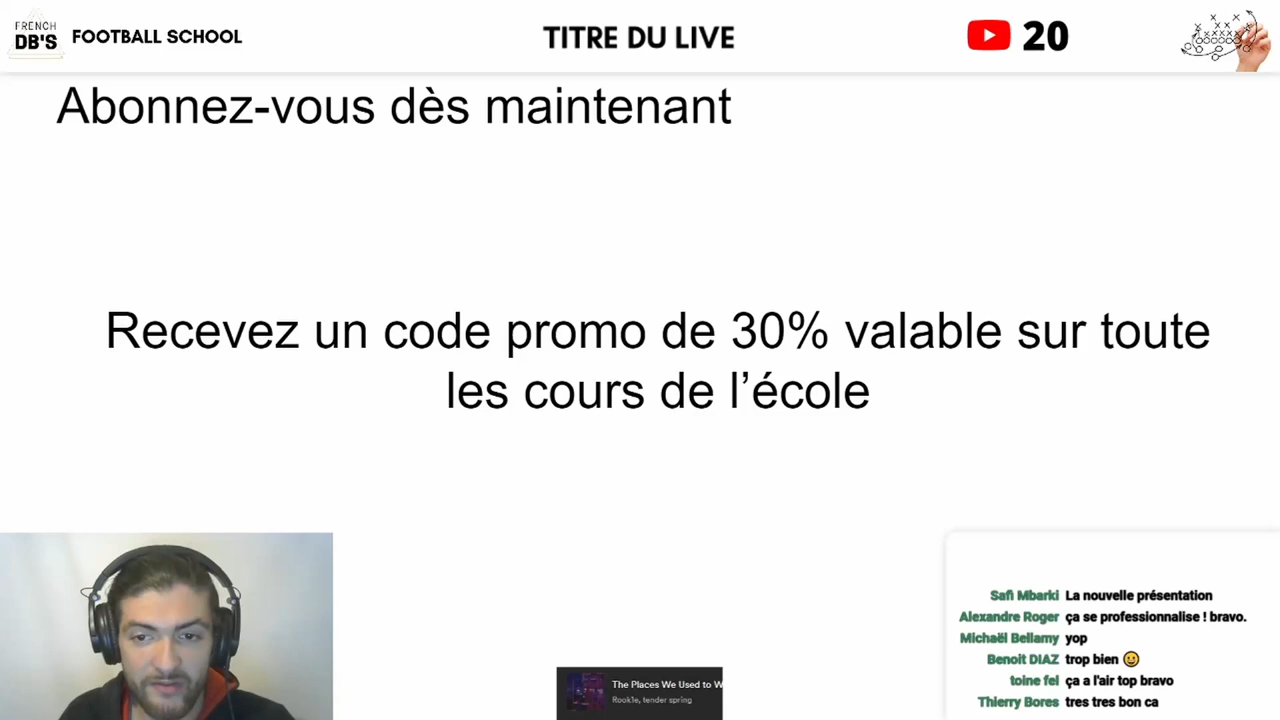 FRENCH
DB'S
FOOTBALL SCHOOL
TITRE DU LIVE
20
Abonnez-vous dès maintenant
Recevez un code promo de 30% valable sur toute
les cours de l’école
Safi Mbarki La nouvelle présentation
Alexandre Roger ça se professionnalise ! bravo.
Michaël Bellamy yop
Benoit DIAZ trop bien 🙂
toine fel ça a l'air top bravo
Thierry Bores tres tres bon ca
The Places We Used to W
Rook1e, tender spring